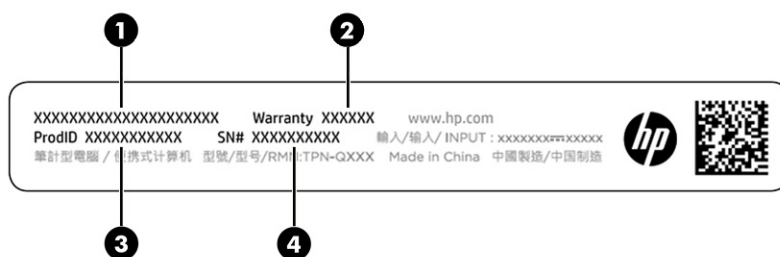 1 2
XXXXXXXXXXXXXXXXXXXXX Warranty XXXXXX www.hp.com
ProdID XXXXXXXXXXX SN# XXXXXXXXXX 輸入/输入/ INPUT : xxxxxxx⎓xxxxx hp
筆計型電腦 / 便携式计算机 型號/型号/RMN:TPN-QXXX Made in China 中國製造/中国制造
3 4